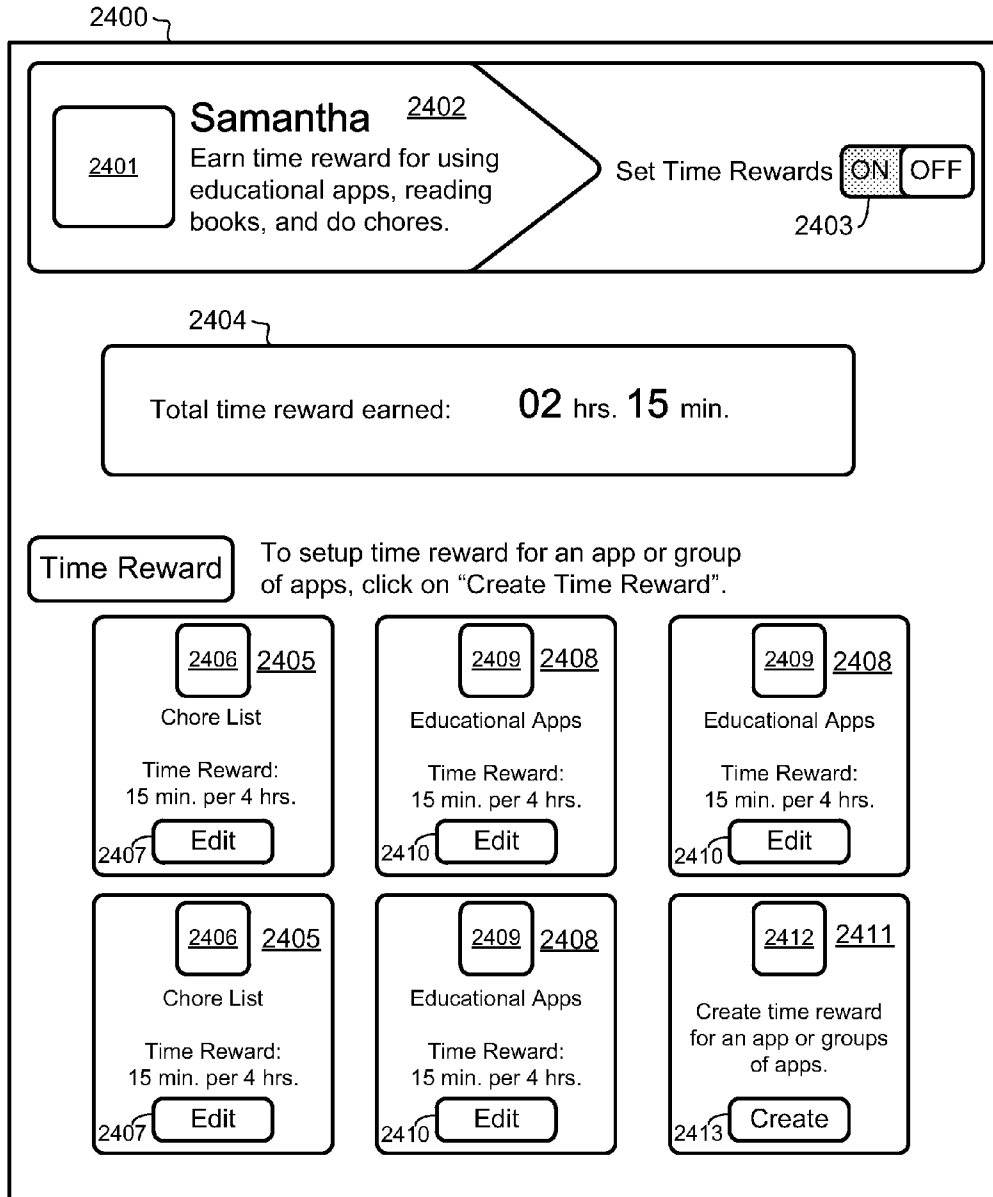 2400
2401
Samantha 2402
Earn time reward for using
educational apps, reading
books, and do chores.
Set Time Rewards ON OFF
2403
2404
Total time reward earned: 02 hrs. 15 min.
Time Reward
To setup time reward for an app or group
of apps, click on “Create Time Reward”.
2406 2405
Chore List
Time Reward:
15 min. per 4 hrs.
2407 Edit
2409 2408
Educational Apps
Time Reward:
15 min. per 4 hrs.
2410 Edit
2409 2408
Educational Apps
Time Reward:
15 min. per 4 hrs.
2410 Edit
2406 2405
Chore List
Time Reward:
15 min. per 4 hrs.
2407 Edit
2409 2408
Educational Apps
Time Reward:
15 min. per 4 hrs.
2410 Edit
2412 2411
Create time reward
for an app or groups
of apps.
2413 Create